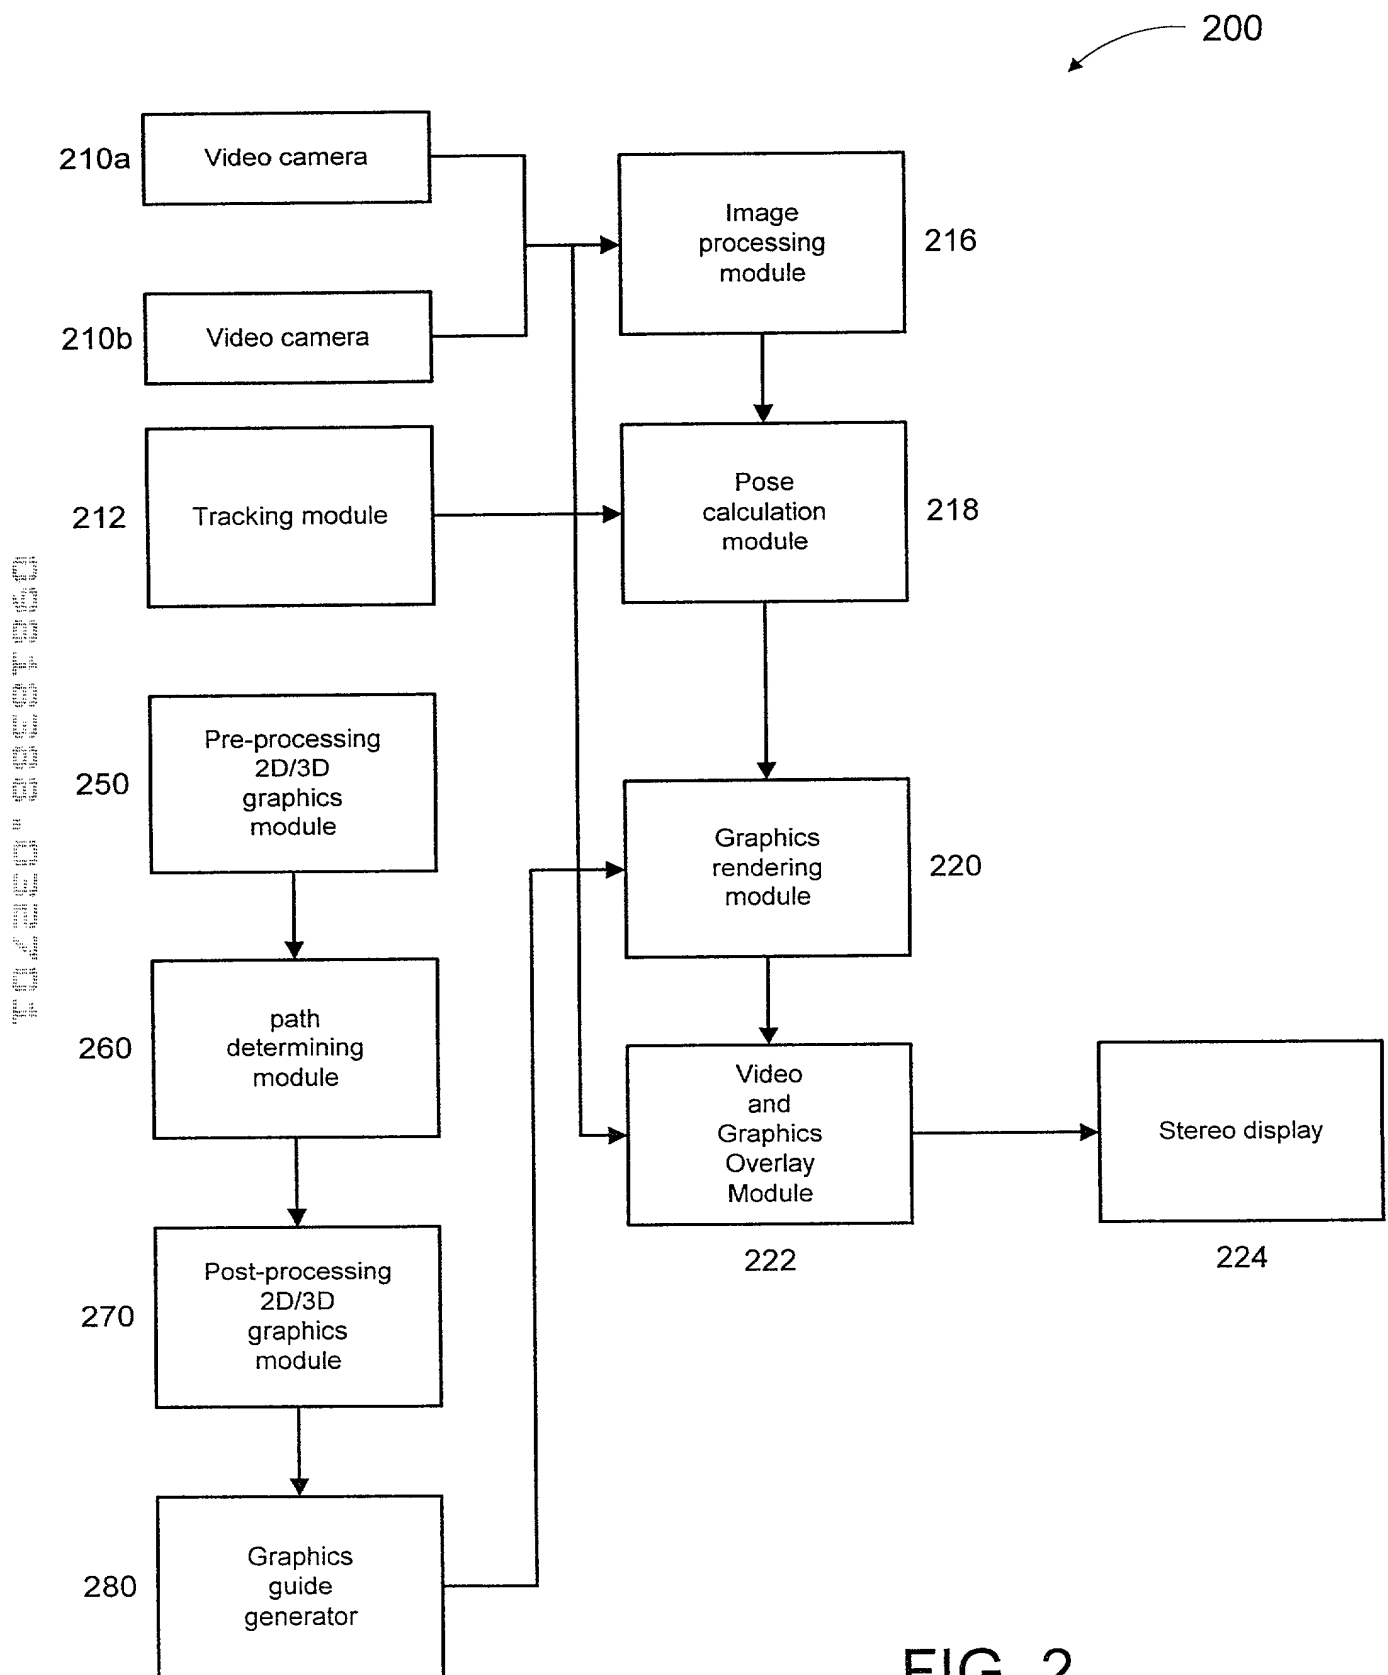 200
210a
Video camera
Image
processing
module
216
210b
Video camera
212
Tracking module
Pose
calculation
module
218
250
Pre-processing
2D/3D
graphics
module
Graphics
rendering
module
220
260
path
determining
module
Video
and
Graphics
Overlay
Module
222
Stereo display
224
270
Post-processing
2D/3D
graphics
module
280
Graphics
guide
generator
FIG. 2